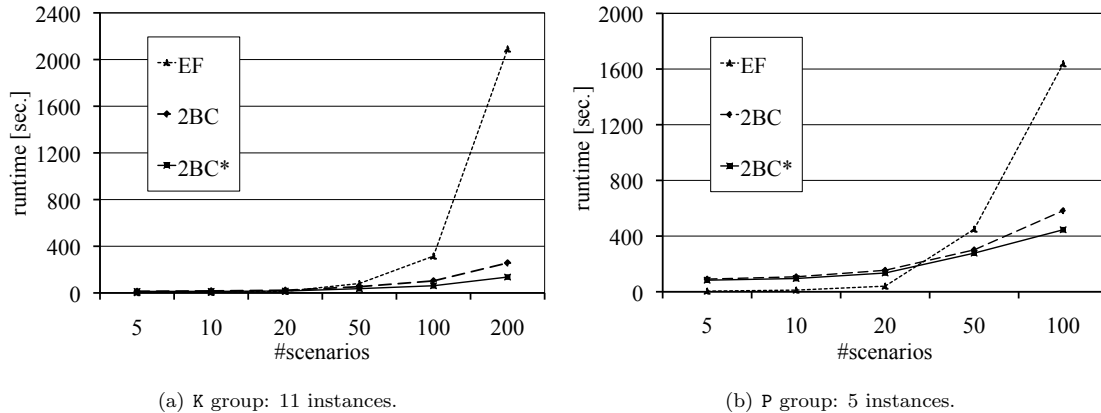 2400
2000
1600
1200
800
400
0
runtime [sec.]
EF
2BC
2BC*
5 10 20 50 100 200
#scenarios
(a) K group: 11 instances.
2000
1600
1200
800
400
0
runtime [sec.]
EF
2BC
2BC*
5 10 20 50 100
#scenarios
(b) P group: 5 instances.